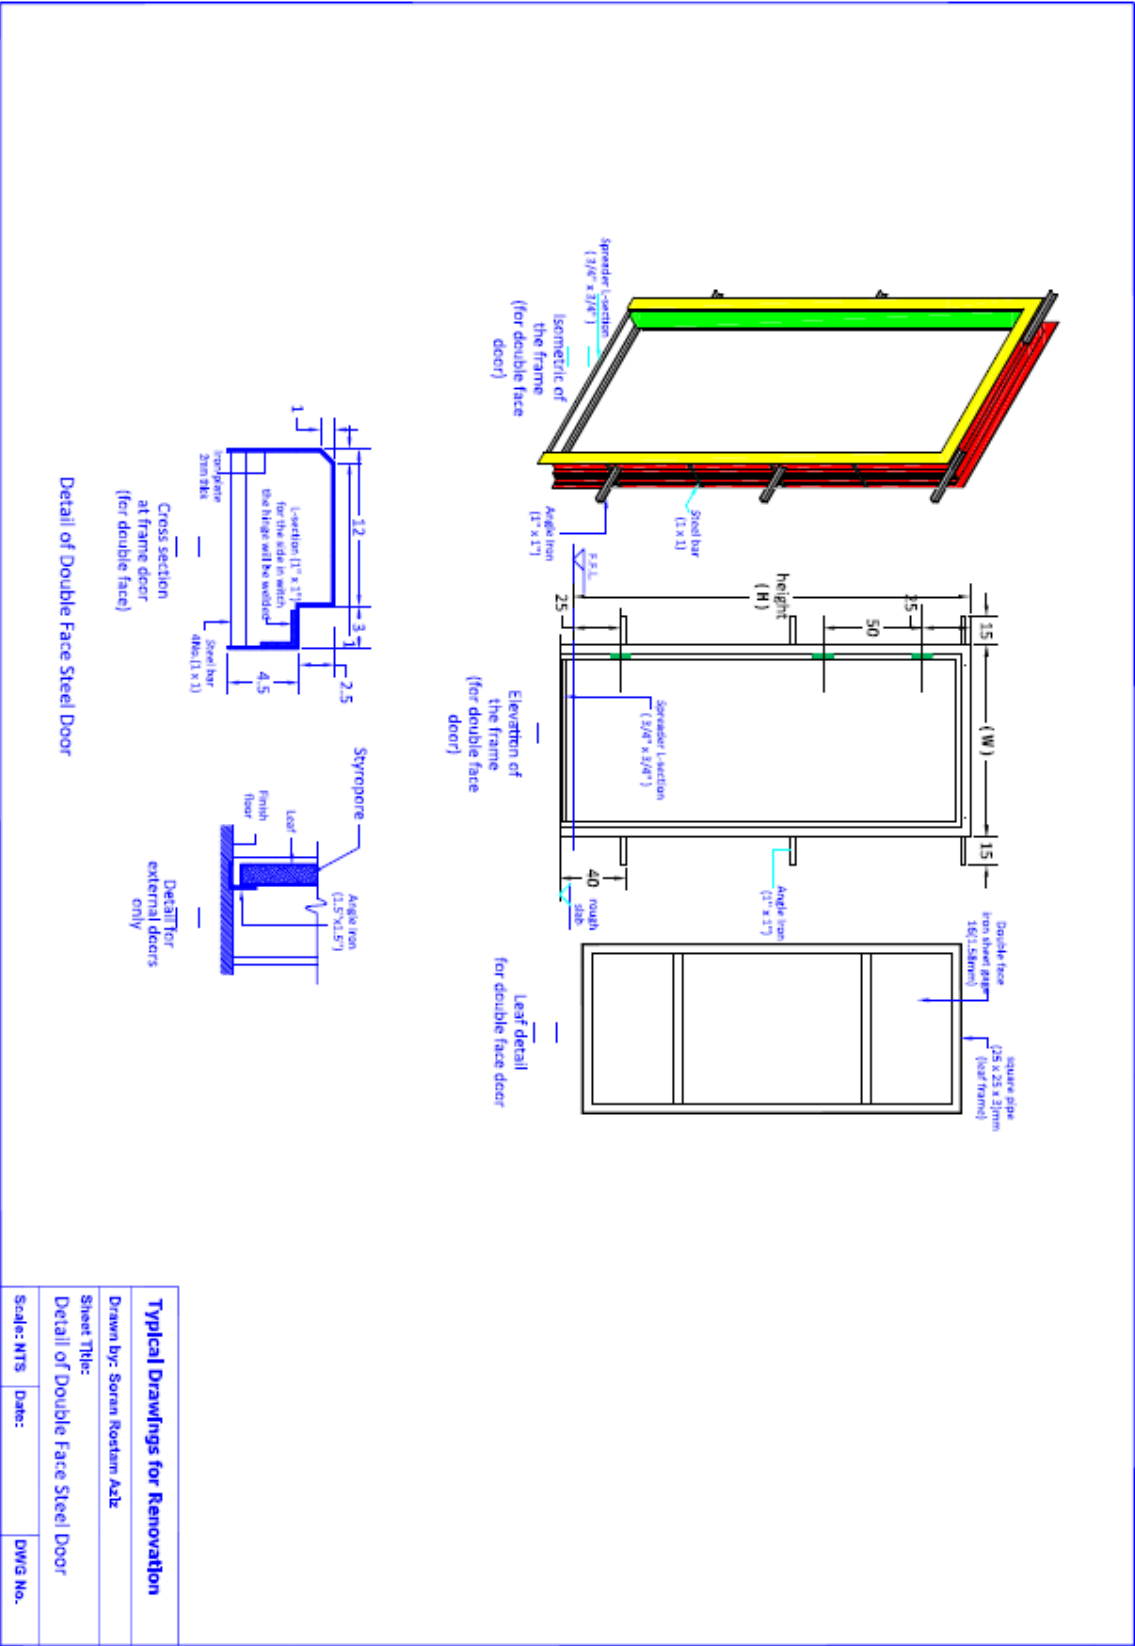 Spreader L-section
( 3/4" x 3/4" )
Isometric of
the frame
(for double face
door)
Steel bar
(1 x 1)
Angle Iron
(1" x 1")
F.F.L
height
(H)
25
25
50
15
(W)
15
Spreader L-section
( 3/4" x 3/4" )
Elevation of
the frame
(for double face
door)
Angle Iron
(1" x 1")
40
rough
slab
Double face
iron sheet gage
16(1.58mm)
square pipe
(25 x 25 x 3)mm
(leaf frame)
Leaf detail
for double face door
1
12
3
1
2.5
4.5
L-section (1" x 1")
for the side in witch
the hinge will be welded
Iron plate
2mm thick
Steel bar
4No.(1 x 1)
Cross section
at frame door
(for double face)
Styropore
Leaf
Finish
floor
Angle Iron
(1.5"x1.5")
Detail for
external doors
only
Detail of Double Face Steel Door
Typical Drawings for Renovation
Drawn by: Soran Rostam Aziz
Sheet Title:
Detail of Double Face Steel Door
Scale: NTS Date: DWG No.